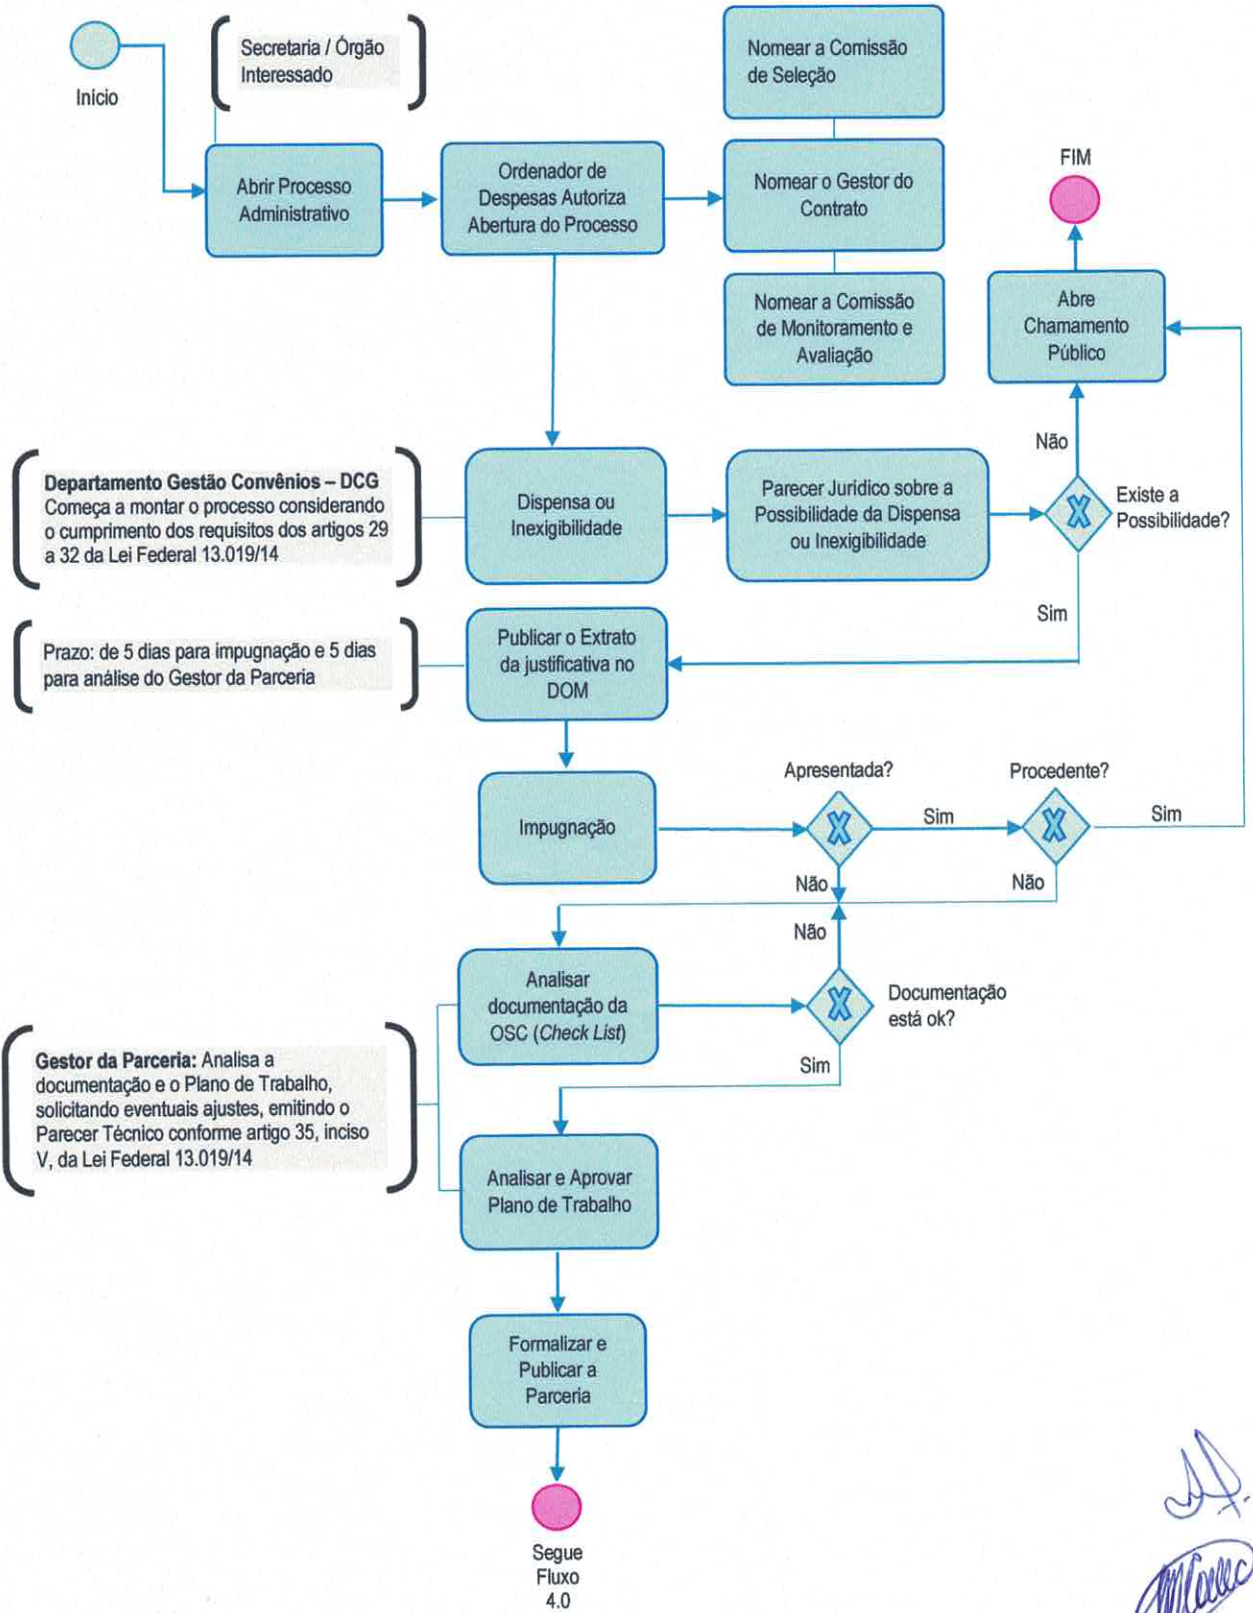 Início
Secretaria / Órgão
Interessado
Abrir Processo
Administrativo
Ordenador de
Despesas Autoriza
Abertura do Processo
Nomear a Comissão
de Seleção
Nomear o Gestor do
Contrato
Nomear a Comissão
de Monitoramento e
Avaliação
FIM
Abre
Chamamento
Público
Não
Departamento Gestão Convênios – DCG
Começa a montar o processo considerando
o cumprimento dos requisitos dos artigos 29
a 32 da Lei Federal 13.019/14
Dispensa ou
Inexigibilidade
Parecer Jurídico sobre a
Possibilidade da Dispensa
ou Inexigibilidade
X
Existe a
Possibilidade?
Sim
Prazo: de 5 dias para impugnação e 5 dias
para análise do Gestor da Parceria
Publicar o Extrato
da justificativa no
DOM
Impugnação
Apresentada?
X
Sim
Procedente?
X
Sim
Não
Não
Não
Analisar
documentação da
OSC (Check List)
X
Documentação
está ok?
Sim
Gestor da Parceria: Analisa a
documentação e o Plano de Trabalho,
solicitando eventuais ajustes, emitindo o
Parecer Técnico conforme artigo 35, inciso
V, da Lei Federal 13.019/14
Analisar e Aprovar
Plano de Trabalho
Formalizar e
Publicar a
Parceria
Segue
Fluxo
4.0